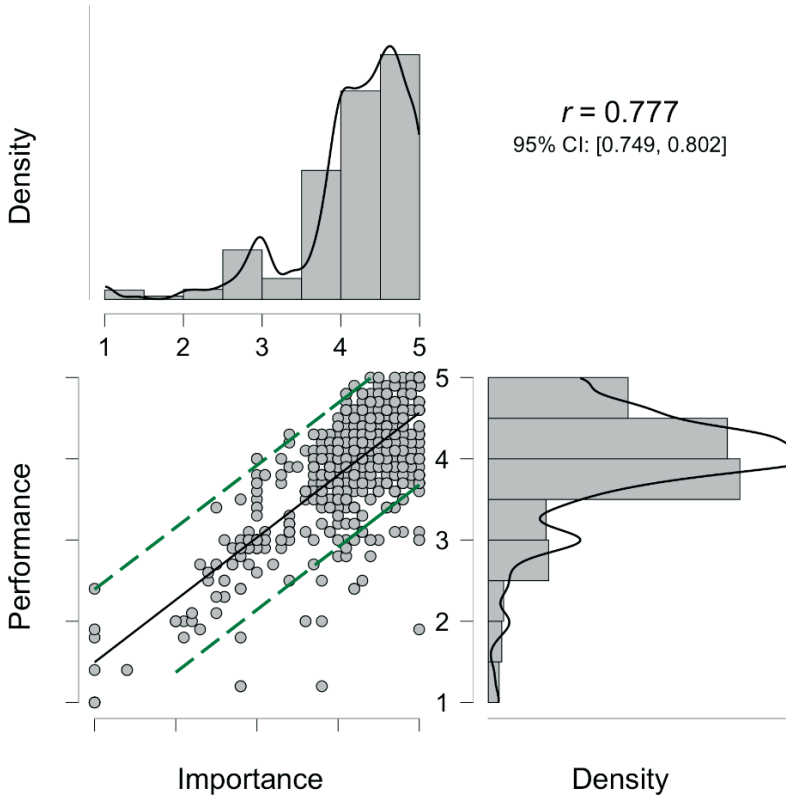 Density
r = 0.777
95% CI: [0.749, 0.802]
1 2 3 4 5
Performance
5
4
3
2
1
Importance
Density